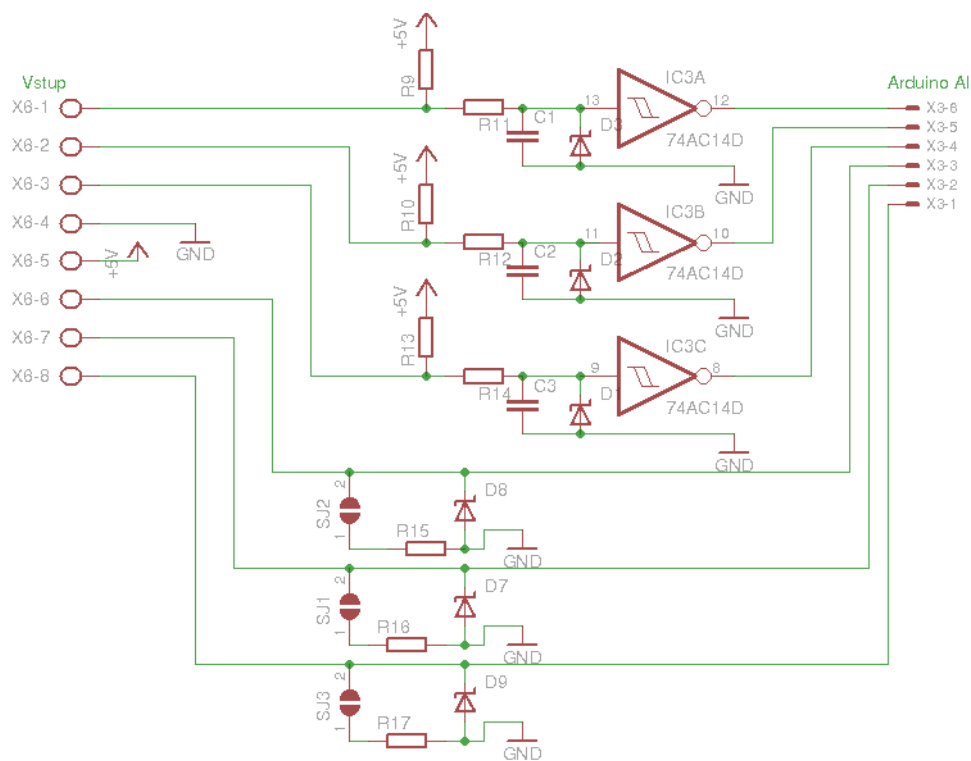 Vstup
Arduino AI
X6-1
X6-2
X6-3
X6-4
X6-5
X6-6
X6-7
X6-8
GND
+5V
+5V
R9
R11
C1
D3
13
IC3A
12
74AC14D
GND
+5V
R10
R12
C2
D2
11
IC3B
10
74AC14D
GND
+5V
R13
R14
C3
D1
9
IC3C
8
74AC14D
GND
X3-6
X3-5
X3-4
X3-3
X3-2
X3-1
2
SJ2
1
R15
D8
GND
2
SJ1
1
R16
D7
GND
2
SJ3
1
R17
D9
GND